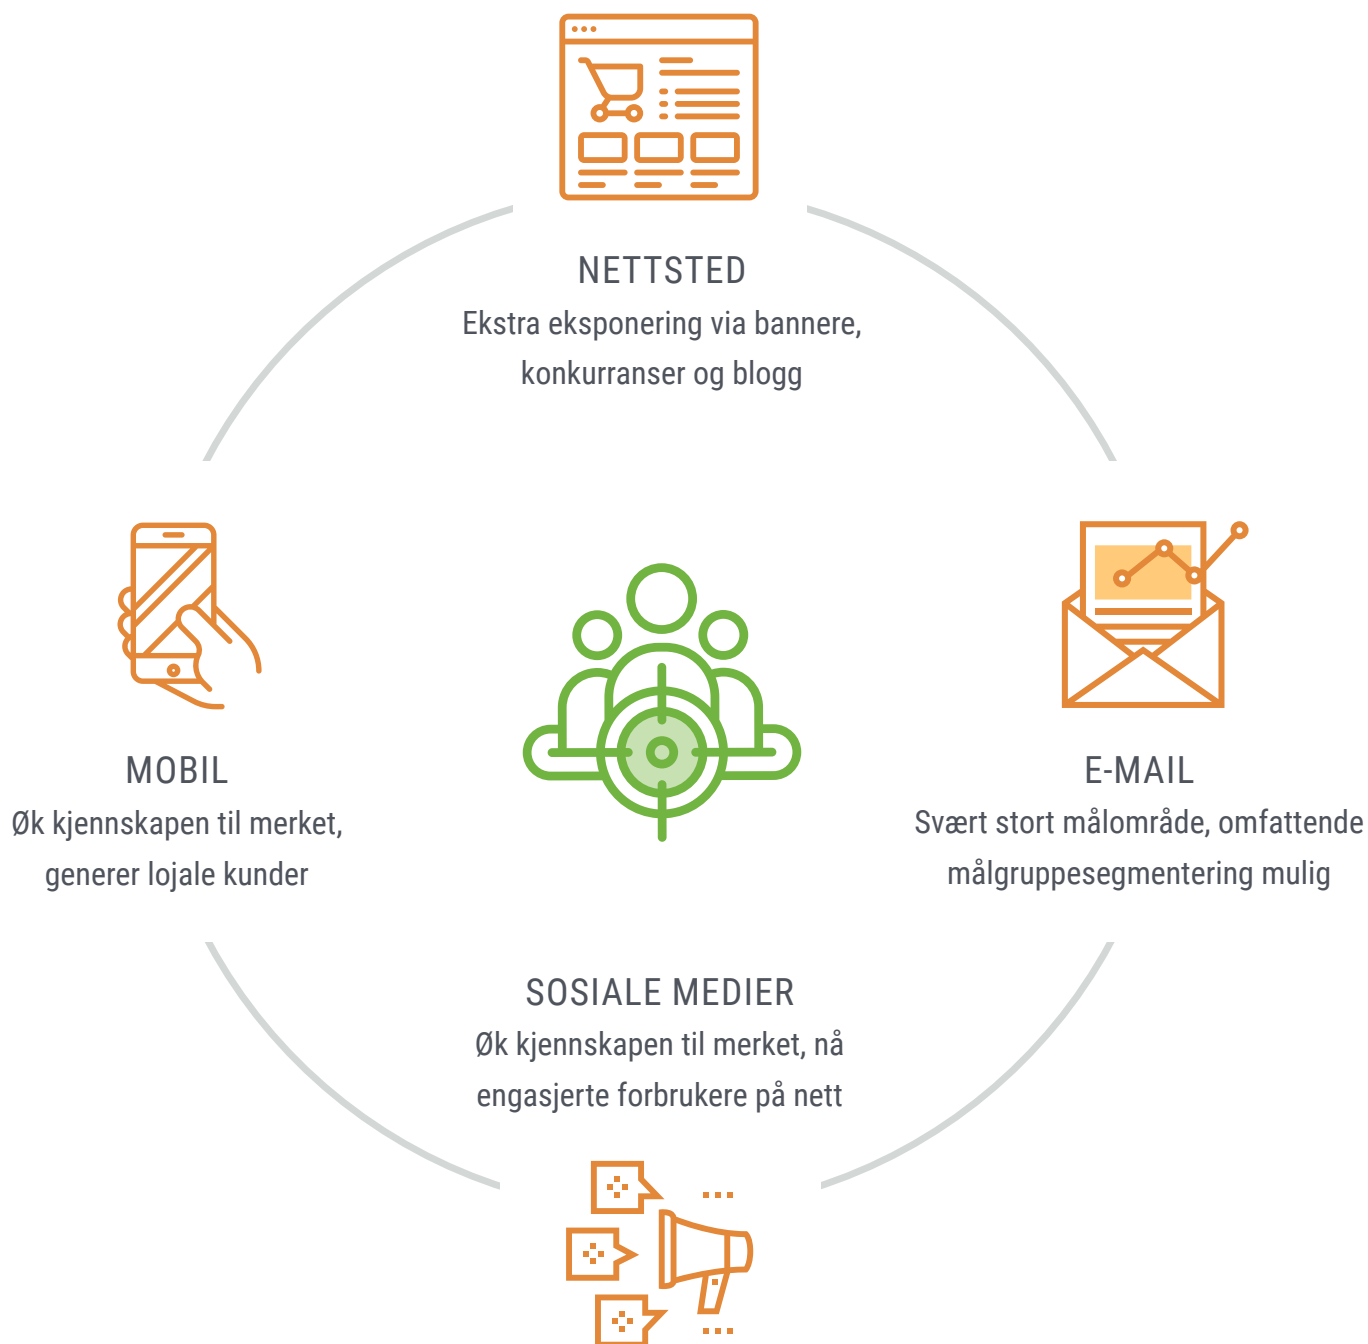 NETTSTED
Ekstra eksponering via bannere,
konkurranser og blogg
MOBIL
Øk kjennskapen til merket,
generer lojale kunder
E-MAIL
Svært stort målområde, omfattende
målgruppesegmentering mulig
SOSIALE MEDIER
Øk kjennskapen til merket, nå
engasjerte forbrukere på nett